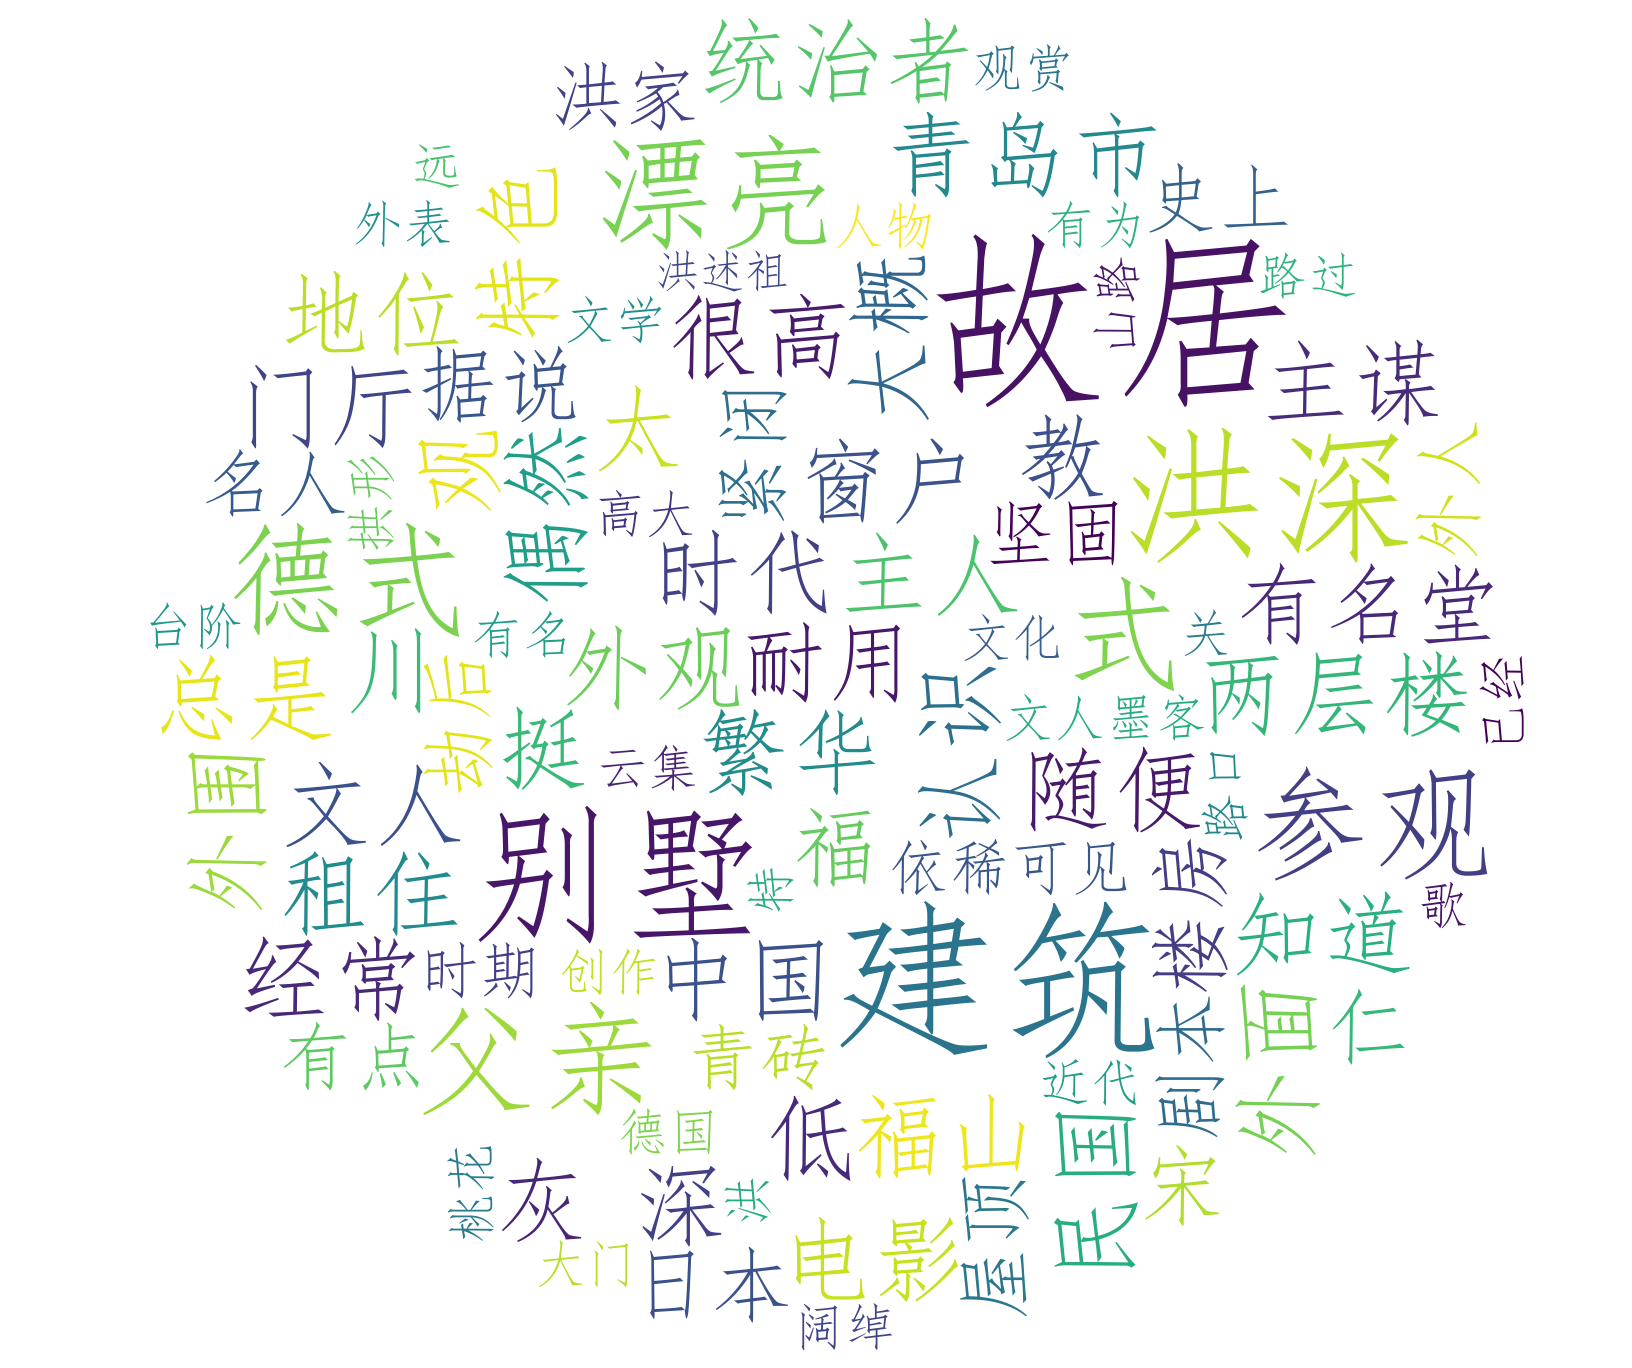 统治者
观赏
洪家
青岛市
漂亮
远
特色
史上
外表
人物
有为
故居
洪述祖
大概
山路
路过
地位
文学
很高
门厅
据说
主谋
观
偶然
太
紧闭
窗户
教
洪深
外人
名人
拱形
高大
坚固
德式
时代
主人
式
有名堂
台阶
有名
文化
关
总是
川
劫后
外观
耐用
认识
两层楼
已经
文人墨客
挺
云集
繁华
随便
路口
外围
文人
参观
别墅
福
依稀可见
楼房
租住
特
歌
建筑
知道
经常
时期
创作
中国
剧本
外面
仁
有点
父亲
青砖
近代
民国
德国
低
福山
宋
桃花
灰
深
洪
屋顶
大门
日本
电影
阔绰